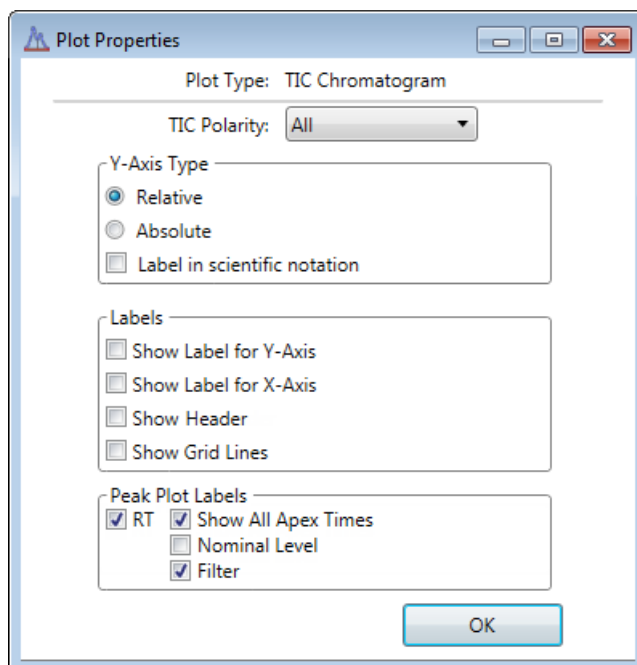 Plot Properties
Plot Type: TIC Chromatogram
TIC Polarity: All
Y-Axis Type
Relative
Absolute
Label in scientific notation
Labels
Show Label for Y-Axis
Show Label for X-Axis
Show Header
Show Grid Lines
Peak Plot Labels
RT Show All Apex Times
Nominal Level
Filter
OK